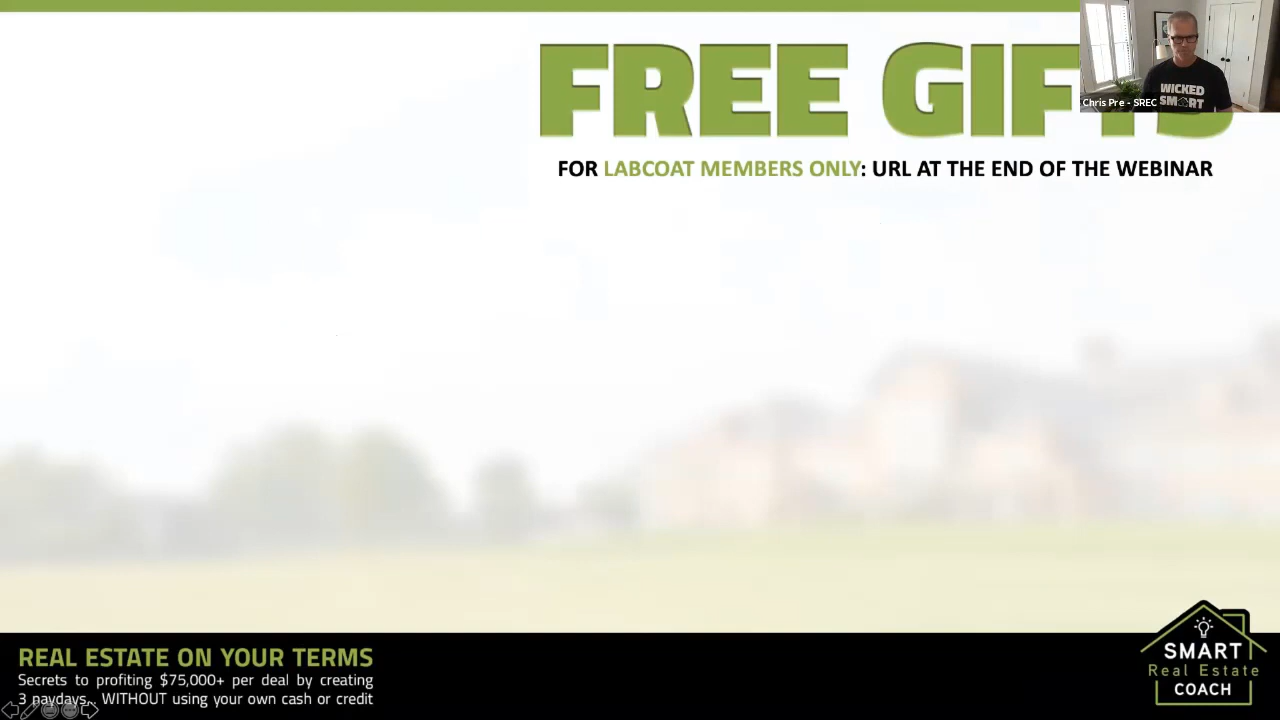 FREE GIFTS
Chris Pre - SREC
WICKED
SMART
FOR LABCOAT MEMBERS ONLY: URL AT THE END OF THE WEBINAR
REAL ESTATE ON YOUR TERMS
Secrets to profiting $75,000+ per deal by creating
3 paydays... WITHOUT using your own cash or credit
SMART
Real Estate
COACH